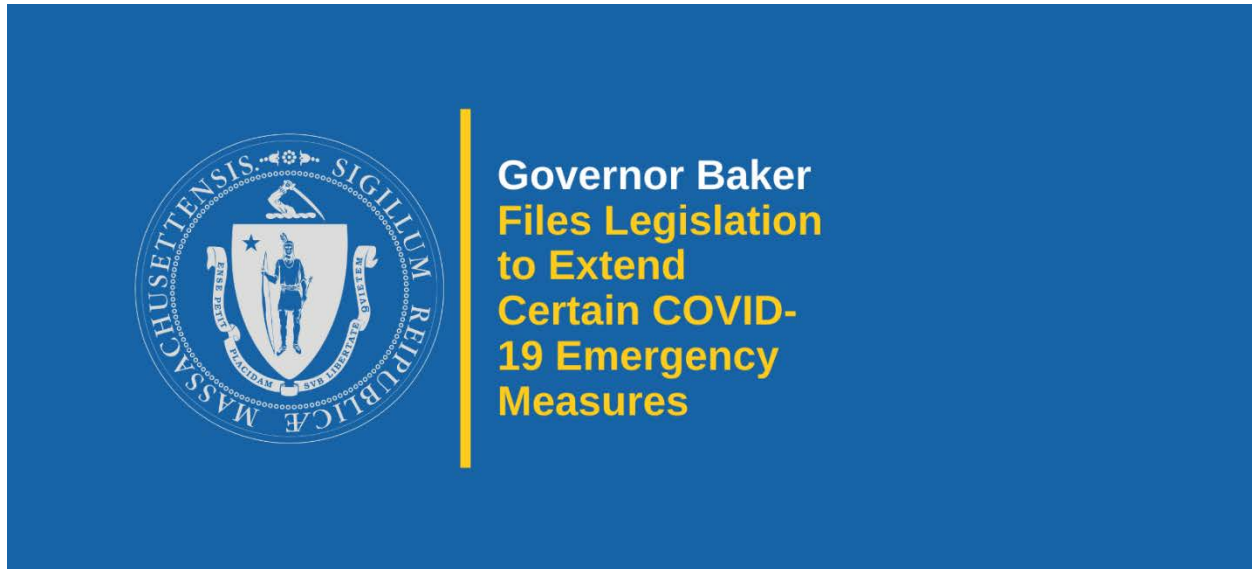 SIGILLUM REIPUBLICÆ MASSACHUSETTENSIS.
ENSE PETIT PLACIDAM SVB LIBERTATE QVIETEM
Governor Baker
Files Legislation
to Extend
Certain COVID-
19 Emergency
Measures